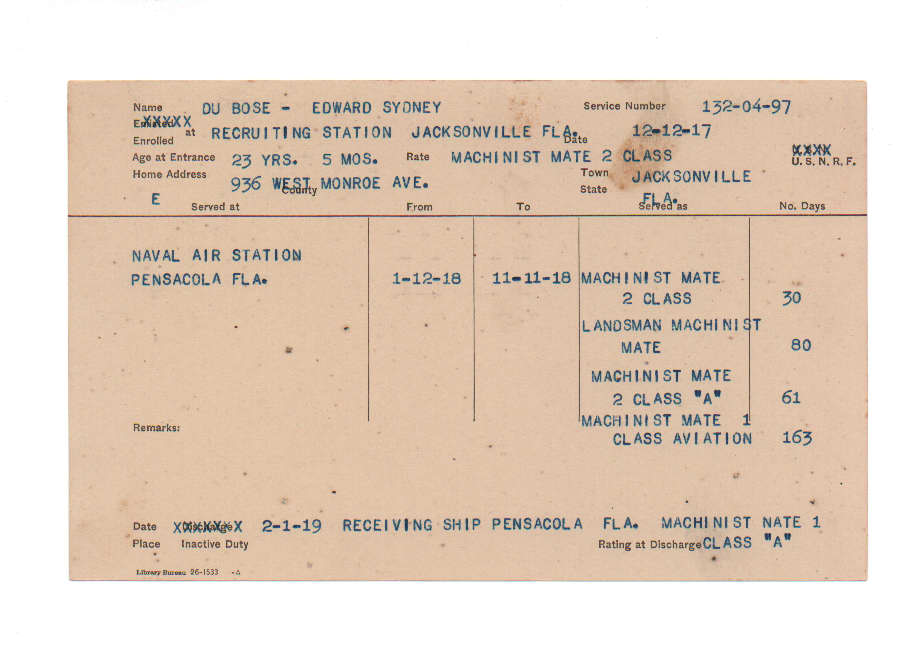 Name DU BOSE - EDWARD SYDNEY Service Number 132-04-97
Enlisted XXXXX
Enrolled at RECRUITING STATION JACKSONVILLE FLA. Date 12-12-17
Age at Entrance 23 YRS. 5 MOS. Rate MACHINIST MATE 2 CLASS XXXX U. S. N. R. F.
Home Address 936 WEST MONROE AVE. Town JACKSONVILLE
County State FLA.
E Served at From To Served as No. Days
NAVAL AIR STATION
PENSACOLA FLA. 1-12-18 11-11-18 MACHINIST MATE
2 CLASS 30
LANDSMAN MACHINIST
MATE 80
MACHINIST MATE
2 CLASS "A" 61
MACHINIST MATE 1
Remarks: CLASS AVIATION 163
Date Discharge XXXXXXX 2-1-19 RECEIVING SHIP PENSACOLA FLA. MACHINIST NATE 1
Place Inactive Duty Rating at Discharge CLASS "A"
Library Bureau 26-1533 -A